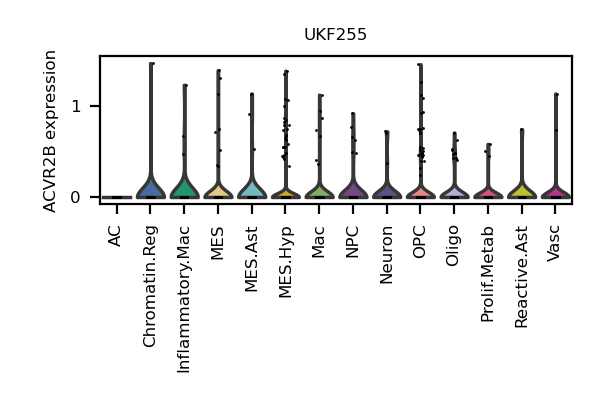 UKF255
ACVR2B expression
1
0
AC
Chromatin.Reg
Inflammatory.Mac
MES
MES.Ast
MES.Hyp
Mac
NPC
Neuron
OPC
Oligo
Prolif.Metab
Reactive.Ast
Vasc